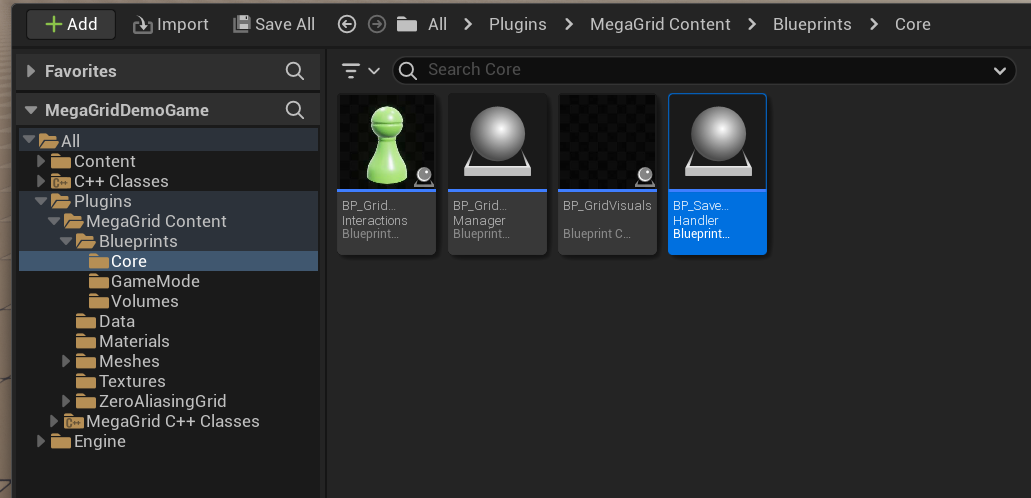 Add
Import
Save All
All
Plugins
MegaGrid Content
Blueprints
Core
Favorites
MegaGridDemoGame
All
Content
C++
C++ Classes
Plugins
MegaGrid Content
Blueprints
Core
GameMode
Volumes
Data
Materials
Meshes
Textures
ZeroAliasingGrid
C++
MegaGrid C++ Classes
Engine
Search Core
BP_Grid...
Interactions
Blueprint...
BP_Grid...
Manager
Blueprint...
BP_GridVisuals
Blueprint C...
BP_Save...
Handler
Blueprint...